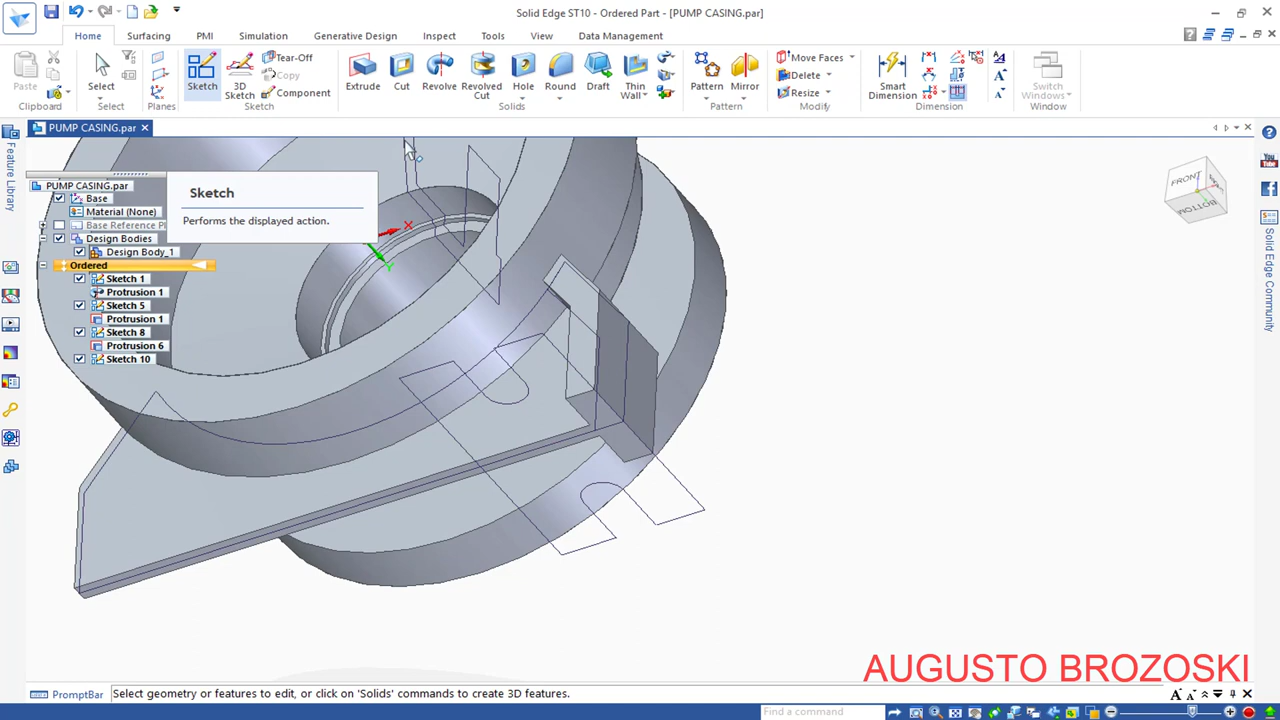 Solid Edge ST10 - Ordered Part - [PUMP CASING.par]
Home Surfacing PMI Simulation Generative Design Inspect Tools View Data Management
Paste
Clipboard
Select
Select
Planes
Sketch
3D Sketch
Tear-Off
Copy
Component
Sketch
Extrude
Cut
Revolve
Revolved Cut
Hole
Round
Draft
Thin Wall
Solids
Pattern
Mirror
Pattern
Move Faces
Delete
Resize
Modify
Smart Dimension
Dimension
Switch Windows
Window
PUMP CASING.par
Feature Library
PUMP CASING.par
Base
Material (None)
Base Reference Pl
Design Bodies
Design Body_1
Ordered
Sketch 1
Protrusion 1
Sketch 5
Protrusion 1
Sketch 8
Protrusion 6
Sketch 10
Sketch
Performs the displayed action.
X
Y
FRONT
BOTTOM
You Tube
Solid Edge Community
AUGUSTO BROZOSKI
PromptBar
Select geometry or features to edit, or click on 'Solids' commands to create 3D features.
Find a command